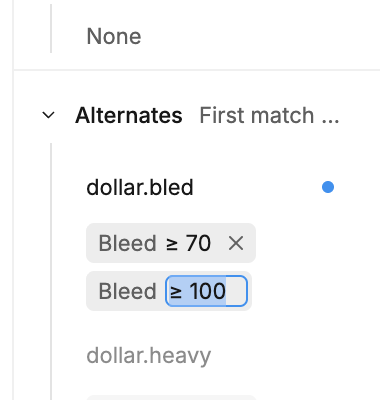 None
Alternates First match ...
dollar.bled
Bleed ≥ 70
Bleed ≥ 100
dollar.heavy